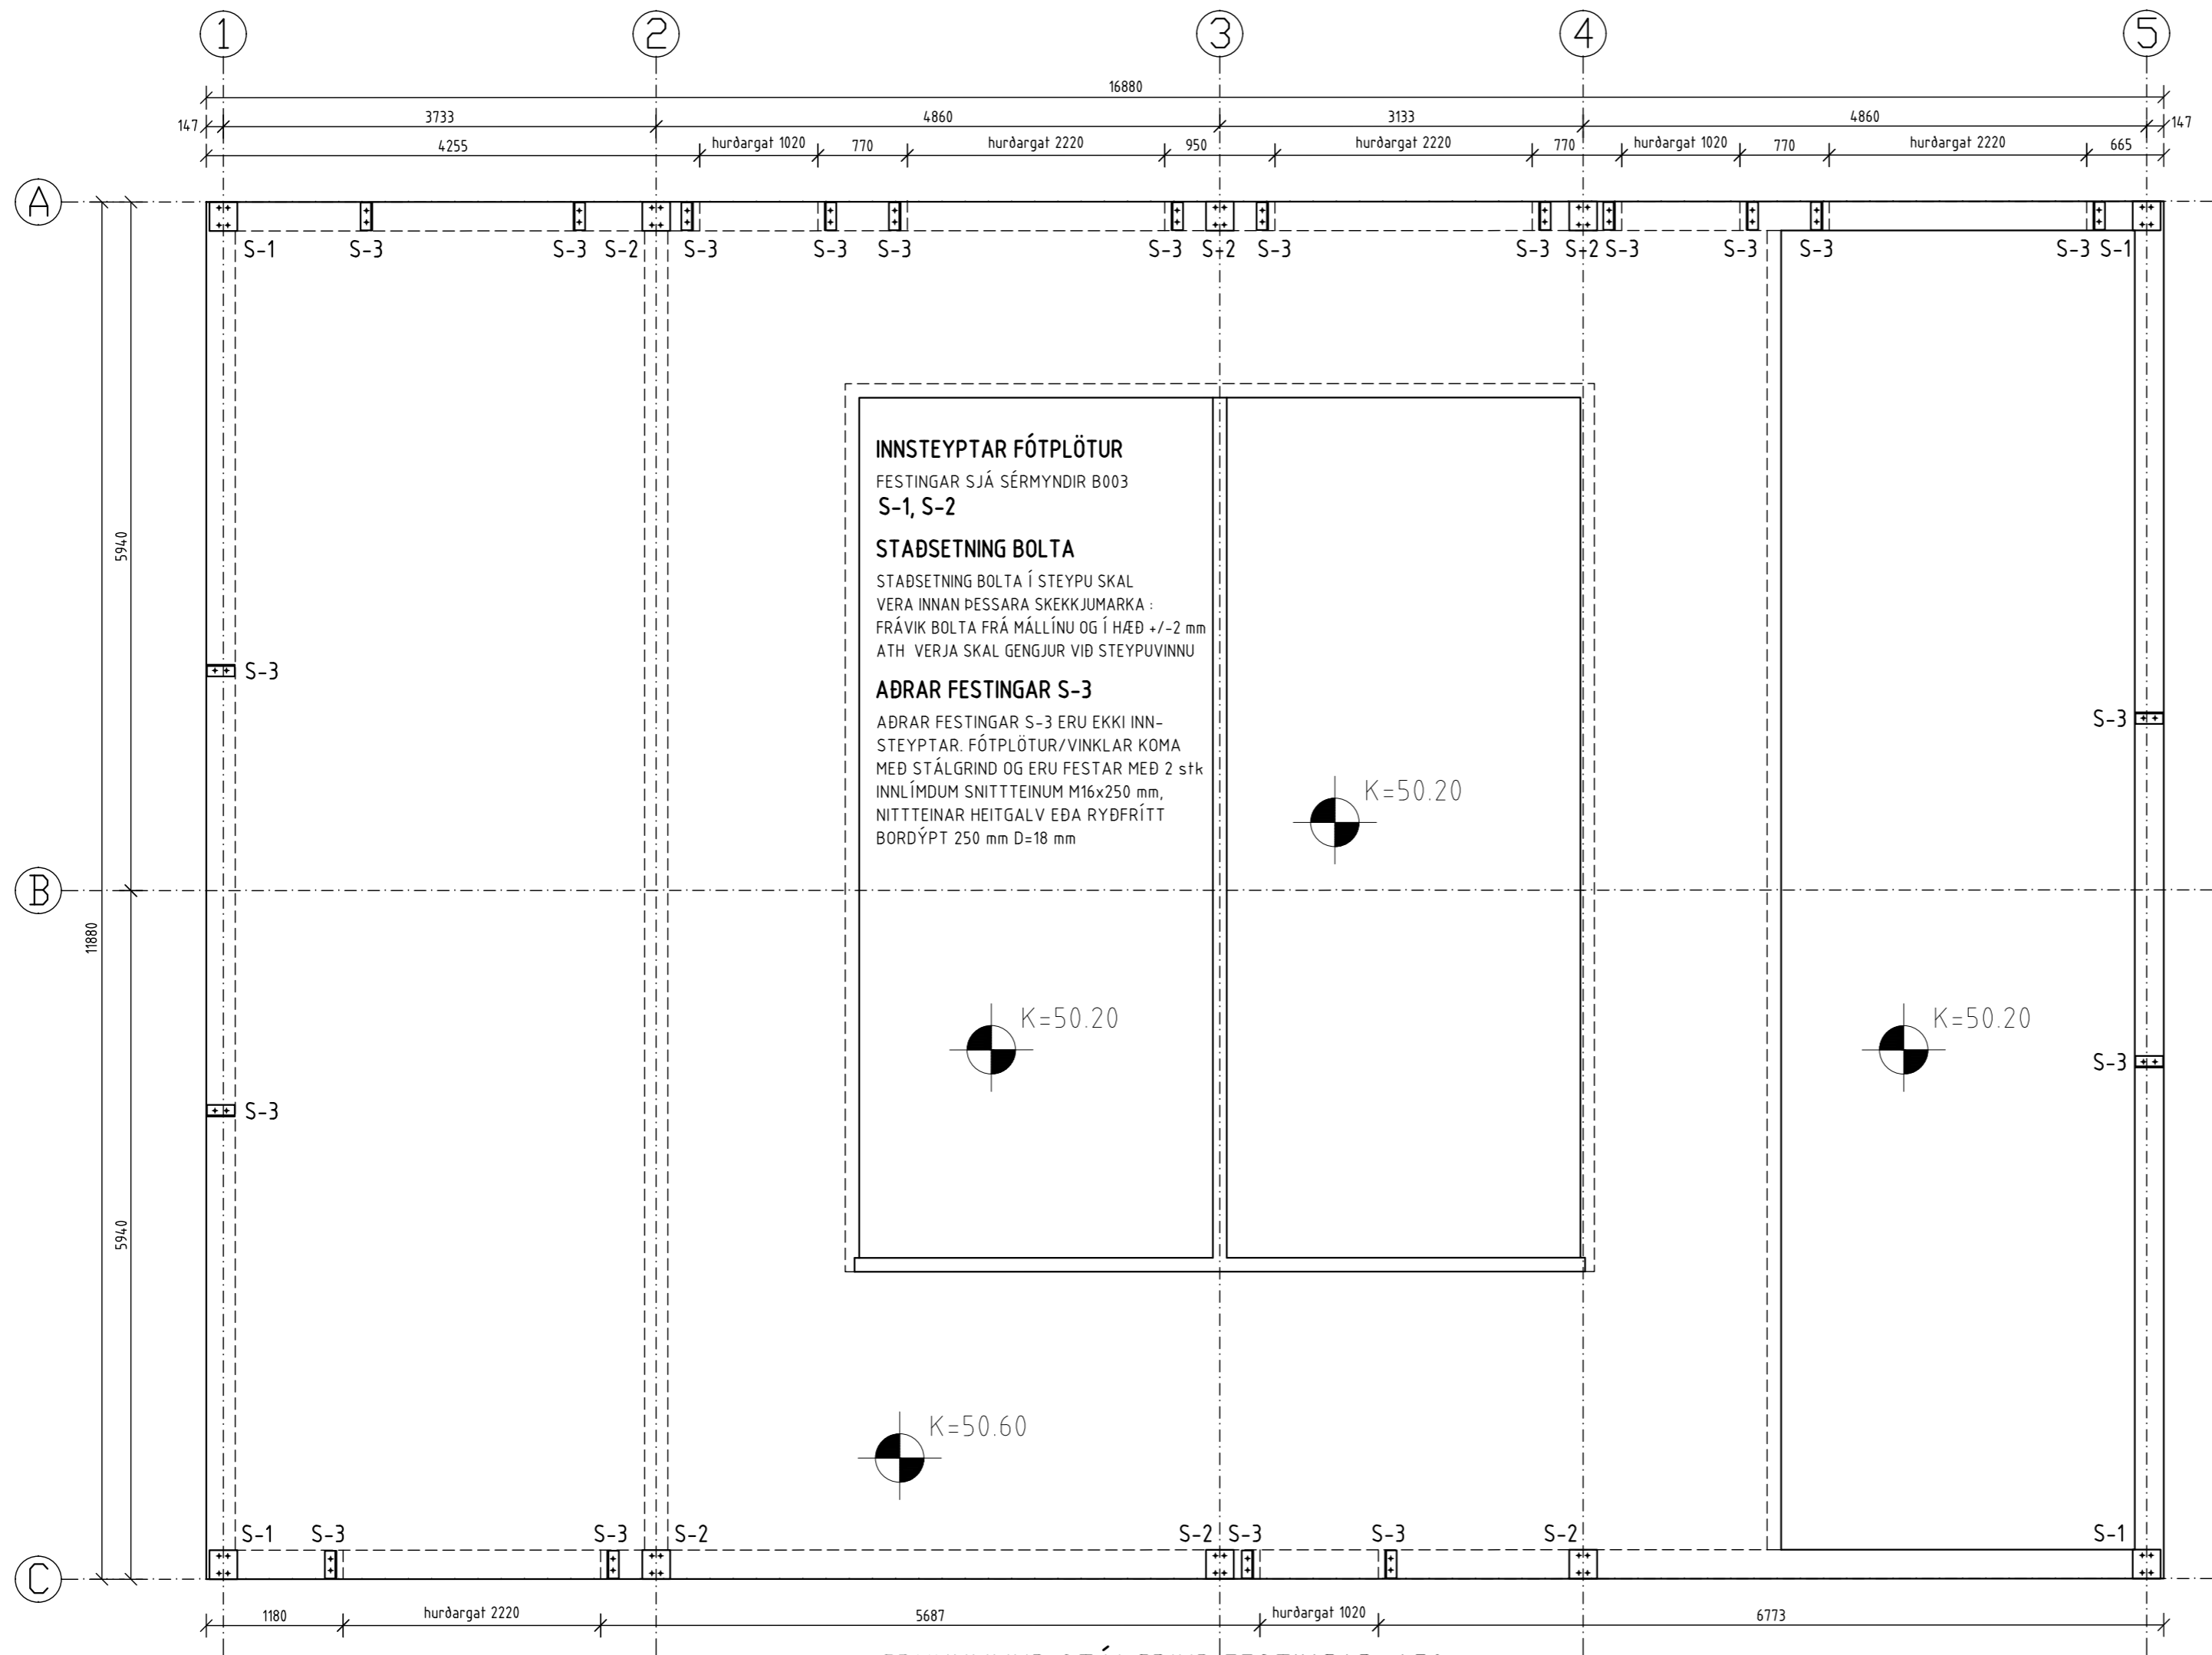 1 2 3 4 5
16880
147 3733 4860 3133 4860 147
4255 hurðargat 1020 770 hurðargat 2220 950 hurðargat 2220 770 hurðargat 1020 770 hurðargat 2220 665
A
S-1 S-3 S-3 S-2 S-3 S-3 S-3 S-3 S-2 S-3 S-3 S-2 S-3 S-3 S-3 S-3 S-1
INNSTEYPTAR FÓTPLÖTUR
FESTINGAR SJÁ SÉRMYNDIR B003
S-1, S-2
5940
STAÐSETNING BOLTA
STAÐSETNING BOLTA Í STEYPU SKAL
VERA INNAN ÞESSARA SKEKKJUMARKA :
FRÁVIK BOLTA FRÁ MÁLLÍNU OG Í HÆÐ +/-2 mm
ATH VERJA SKAL GENGJUR VIÐ STEYPUVINNU
S-3
AÐRAR FESTINGAR S-3
AÐRAR FESTINGAR S-3 ERU EKKI INN-
STEYPTAR. FÓTPLÖTUR/VINKLAR KOMA
MEÐ STÁLGRIND OG ERU FESTAR MEÐ 2 stk
INNLÍMDUM SNITTTEINUM M16x250 mm,
NITTTEINAR HEITGALV EÐA RYÐFRÍTT
BORDÝPT 250 mm D=18 mm
S-3
K=50.20
B
11880
K=50.20
K=50.20
S-3
S-3
5940
K=50.60
S-1 S-3 S-3 S-2 S-2 S-3 S-3 S-2 S-1
C
1180 hurðargat 2220 5687 hurðargat 1020 6773